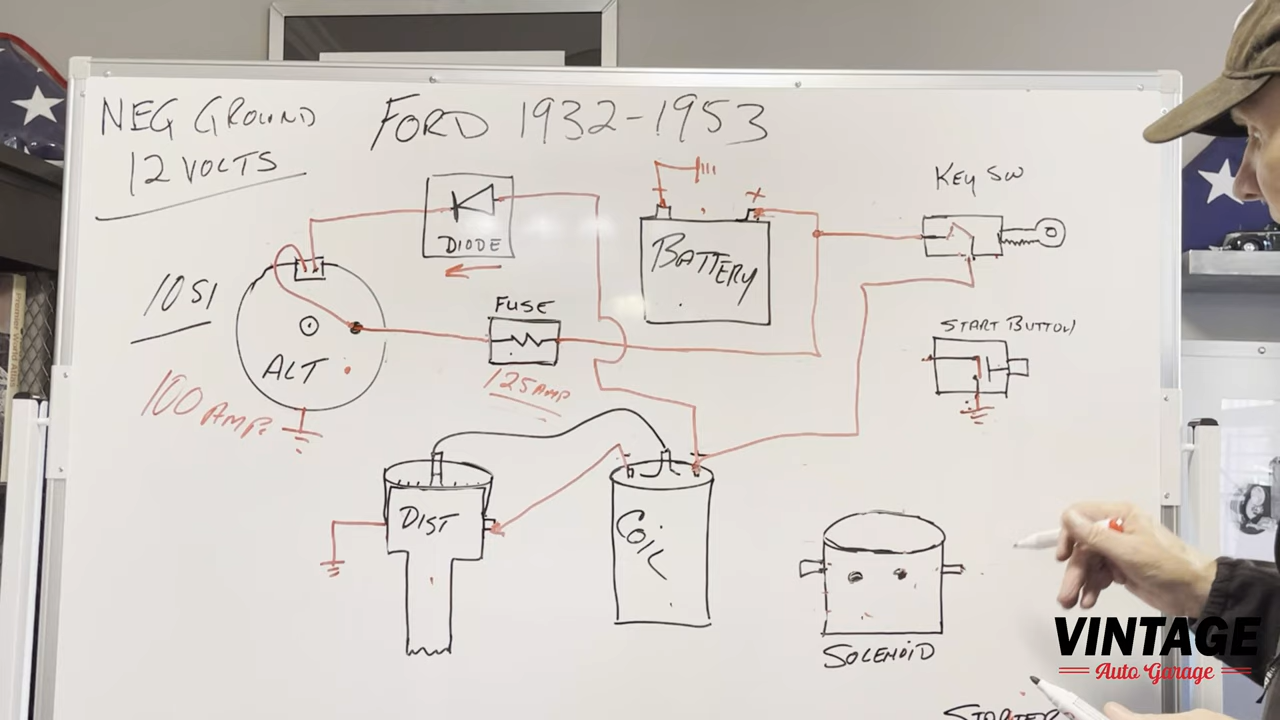 NEG GROUND
12 VOLTS
FORD 1932-1953
KEY SW
DIODE
BATTERY
10SI
FUSE
START BUTTON
ALT
125 AMP
100 AMP
DIST
COIL
SOLENOID
VINTAGE
Auto Garage
STARTER